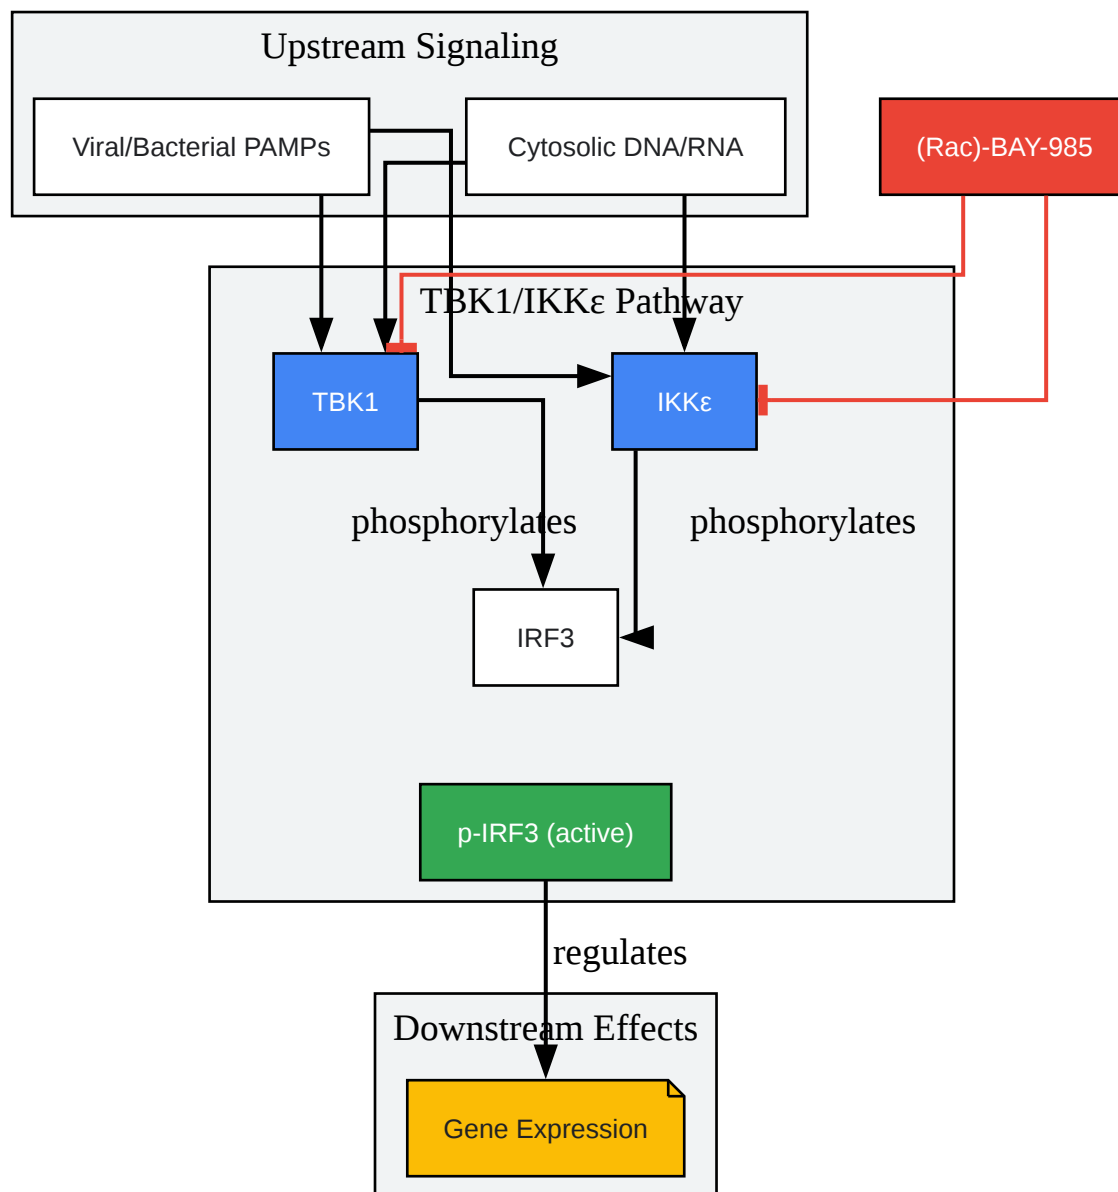 Upstream Signaling
Viral/Bacterial PAMPs
Cytosolic DNA/RNA
(Rac)-BAY-985
TBK1/IKKε Pathway
TBK1
IKKε
phosphorylates
phosphorylates
IRF3
p-IRF3 (active)
regulates
Downstream Effects
Gene Expression